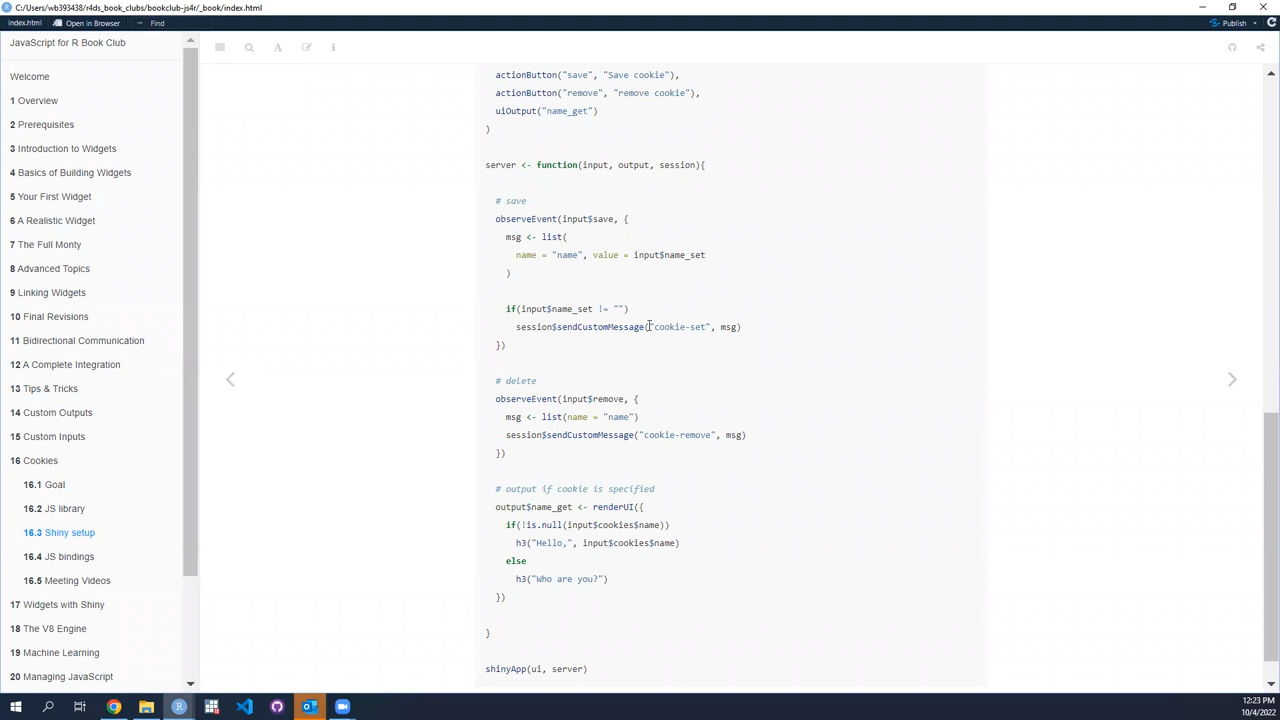 C:/Users/wb393438/r4ds_book_clubs/bookclub-js4r/_book/index.html
index.html
Open in Browser
Find
Publish
JavaScript for R Book Club
Welcome
1 Overview
2 Prerequisites
3 Introduction to Widgets
4 Basics of Building Widgets
5 Your First Widget
6 A Realistic Widget
7 The Full Monty
8 Advanced Topics
9 Linking Widgets
10 Final Revisions
11 Bidirectional Communication
12 A Complete Integration
13 Tips & Tricks
14 Custom Outputs
15 Custom Inputs
16 Cookies
16.1 Goal
16.2 JS library
16.3 Shiny setup
16.4 JS bindings
16.5 Meeting Videos
17 Widgets with Shiny
18 The V8 Engine
19 Machine Learning
20 Managing JavaScript
actionButton("save", "Save cookie"),
actionButton("remove", "remove cookie"),
uiOutput("name_get")
)
server <- function(input, output, session){
# save
observeEvent(input$save, {
msg <- list(
name = "name", value = input$name_set
)
if(input$name_set != "")
session$sendCustomMessage("cookie-set", msg)
})
# delete
observeEvent(input$remove, {
msg <- list(name = "name")
session$sendCustomMessage("cookie-remove", msg)
})
# output if cookie is specified
output$name_get <- renderUI({
if(!is.null(input$cookies$name))
h3("Hello,", input$cookies$name)
else
h3("Who are you?")
})
}
shinyApp(ui, server)
12:23 PM
10/4/2022